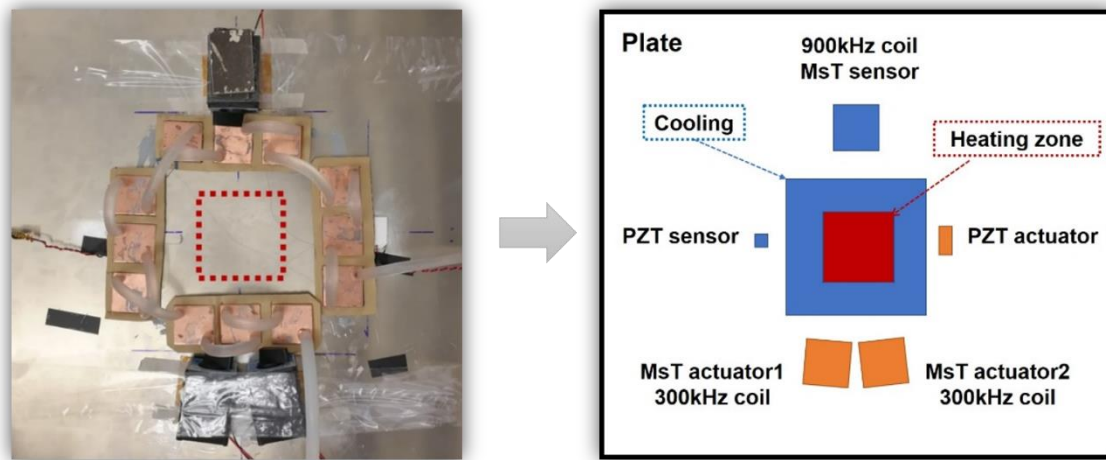 Plate
900kHz coil
MsT sensor
Cooling
Heating zone
PZT sensor
PZT actuator
MsT actuator1
300kHz coil
MsT actuator2
300kHz coil